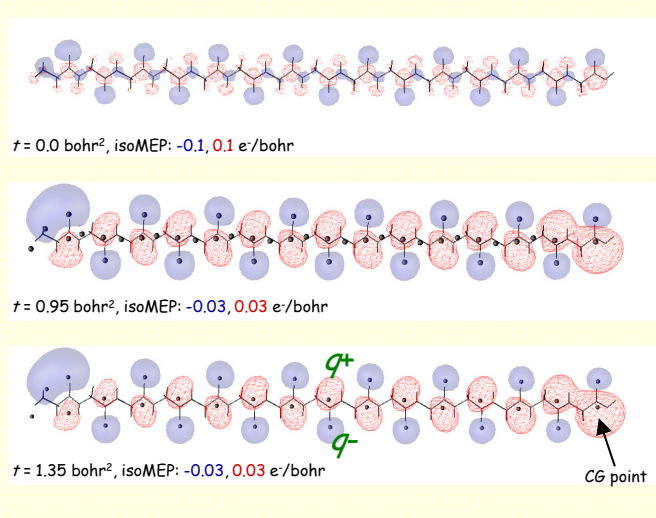 t = 0.0 bohr², isoMEP: -0.1, 0.1 e⁻/bohr
t = 0.95 bohr², isoMEP: -0.03, 0.03 e⁻/bohr
q+
q-
t = 1.35 bohr², isoMEP: -0.03, 0.03 e⁻/bohr
CG point